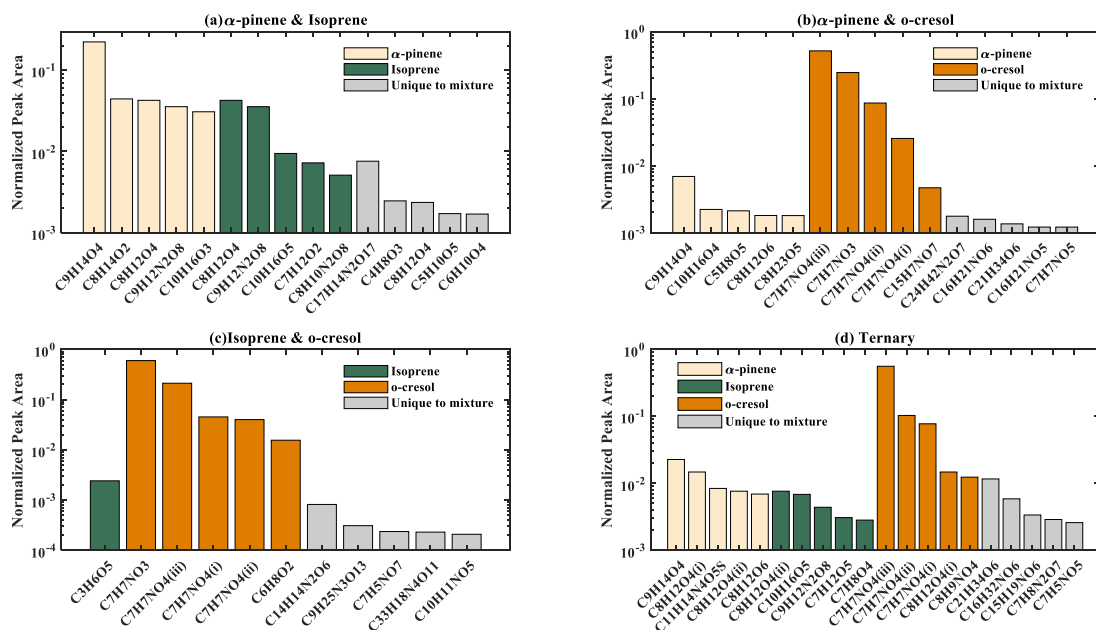 (a)α-pinene & Isoprene
Normalized Peak Area
10^-1
10^-2
10^-3
α-pinene
Isoprene
Unique to mixture
C9H14O4
C8H14O2
C8H12O4
C9H12N2O8
C10H16O3
C8H12O4
C9H12N2O8
C10H16O5
C7H12O2
C8H10N2O8
C17H14N2O17
C4H8O3
C8H12O4
C5H10O5
C6H10O4
(b)α-pinene & o-cresol
Normalized Peak Area
10^0
10^-1
10^-2
10^-3
α-pinene
o-cresol
Unique to mixture
C9H14O4
C10H16O4
C5H8O5
C8H12O6
C8H23O5
C7H7NO4(iii)
C7H7NO3
C7H7NO4(ii)
C7H7NO4(i)
C15H7NO7
C24H42N2O7
C16H21NO6
C21H34O6
C16H21NO5
C7H7NO5
(c)Isoprene & o-cresol
Normalized Peak Area
10^0
10^-1
10^-2
10^-3
10^-4
Isoprene
o-cresol
Unique to mixture
C3H6O5
C7H7NO3
C7H7NO4(iii)
C7H7NO4(i)
C7H7NO4(ii)
C6H8O2
C14H14N2O6
C9H25N3O13
C7H5NO7
C33H18N4O11
C10H11NO5
(d) Ternary
Normalized Peak Area
10^0
10^-1
10^-2
10^-3
α-pinene
Isoprene
o-cresol
Unique to mixture
C9H14O4
C8H12O4(i)
C11H14N4O5S
C8H12O4(ii)
C8H12O6
C8H12O4(ii)
C10H16O5
C9H12N2O8
C7H12O5
C7H8O4
C7H7NO4(iii)
C7H7NO4(ii)
C7H7NO4(i)
C8H12O4(i)
C8H9NO4
C21H34O6
C16H32NO6
C15H19NO6
C7H8N2O7
C7H5NO5